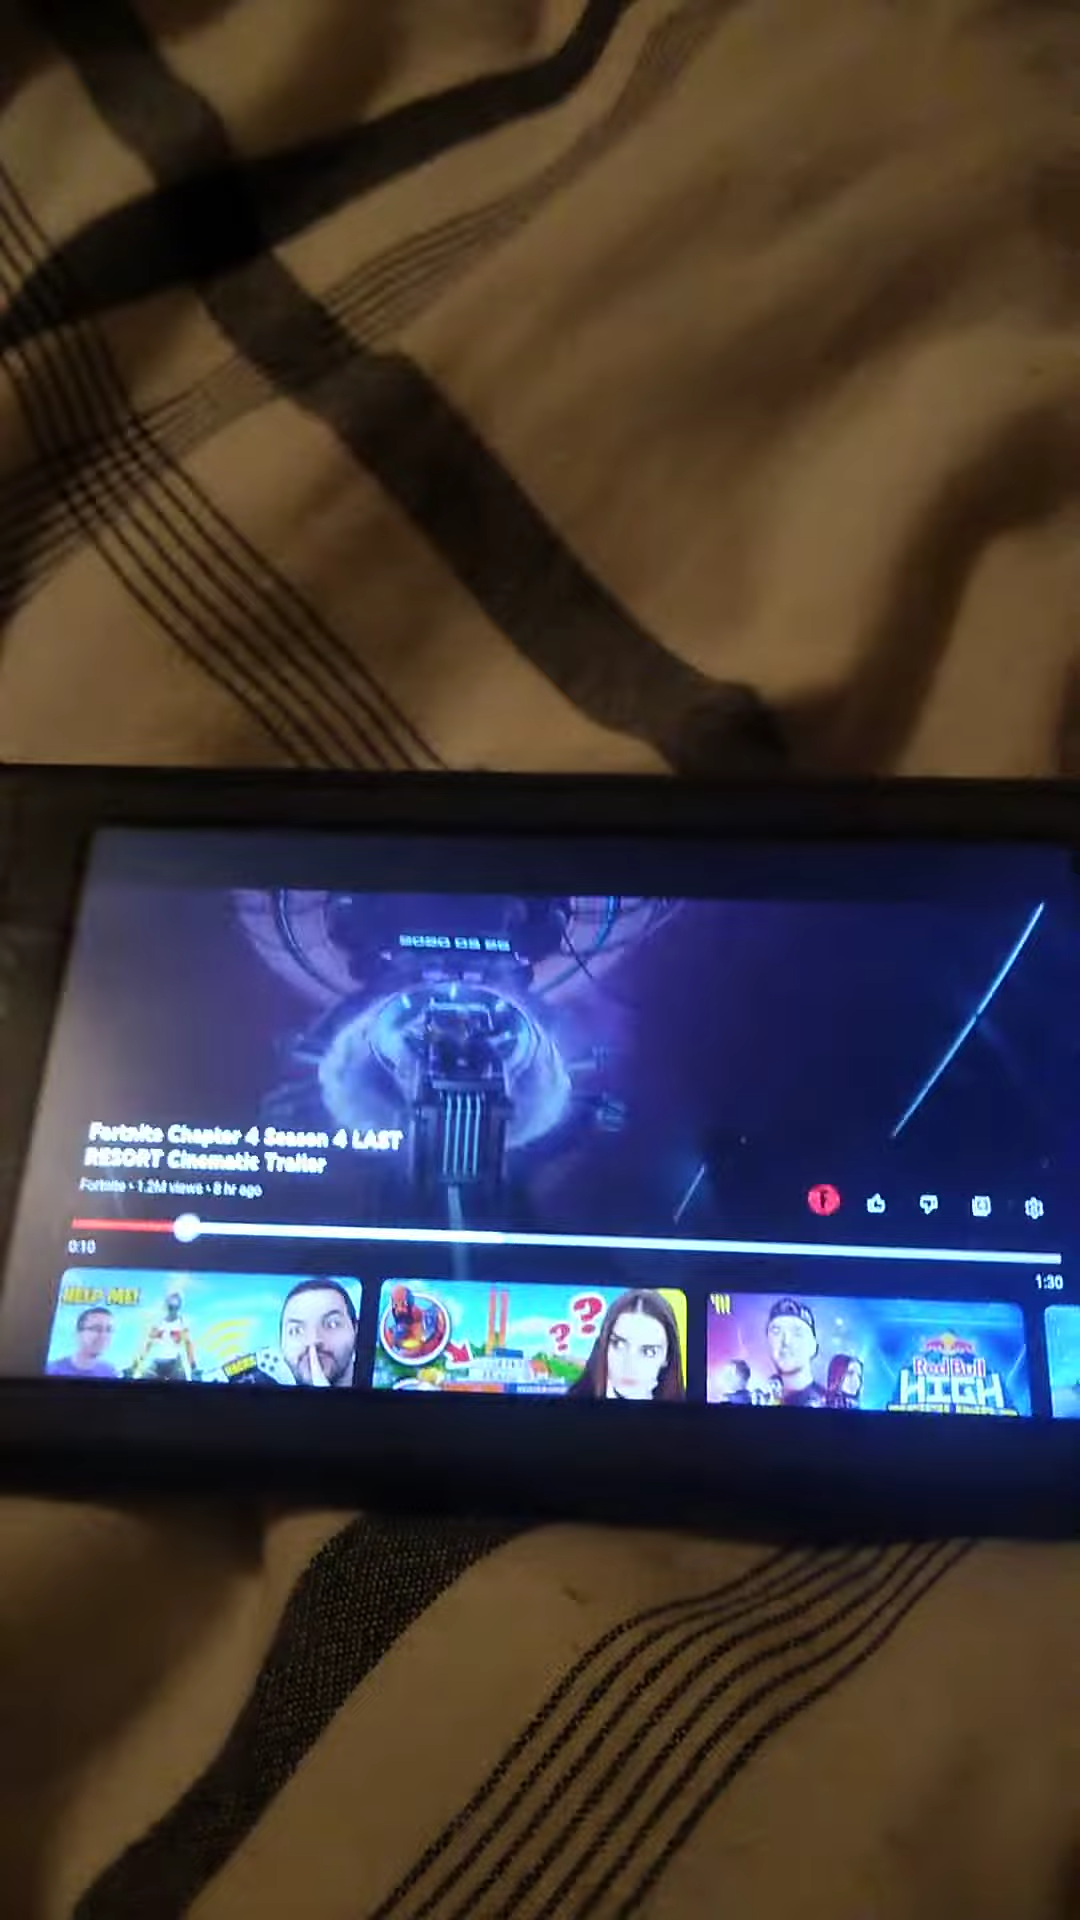 Fortnite Chapter 4 Season 4 LAST
RESORT Cinematic Trailer
Fortnite • 1.2M views • 8 hr ago
0:10
1:30
HELP ME!
? ?
Red Bull
HIGH